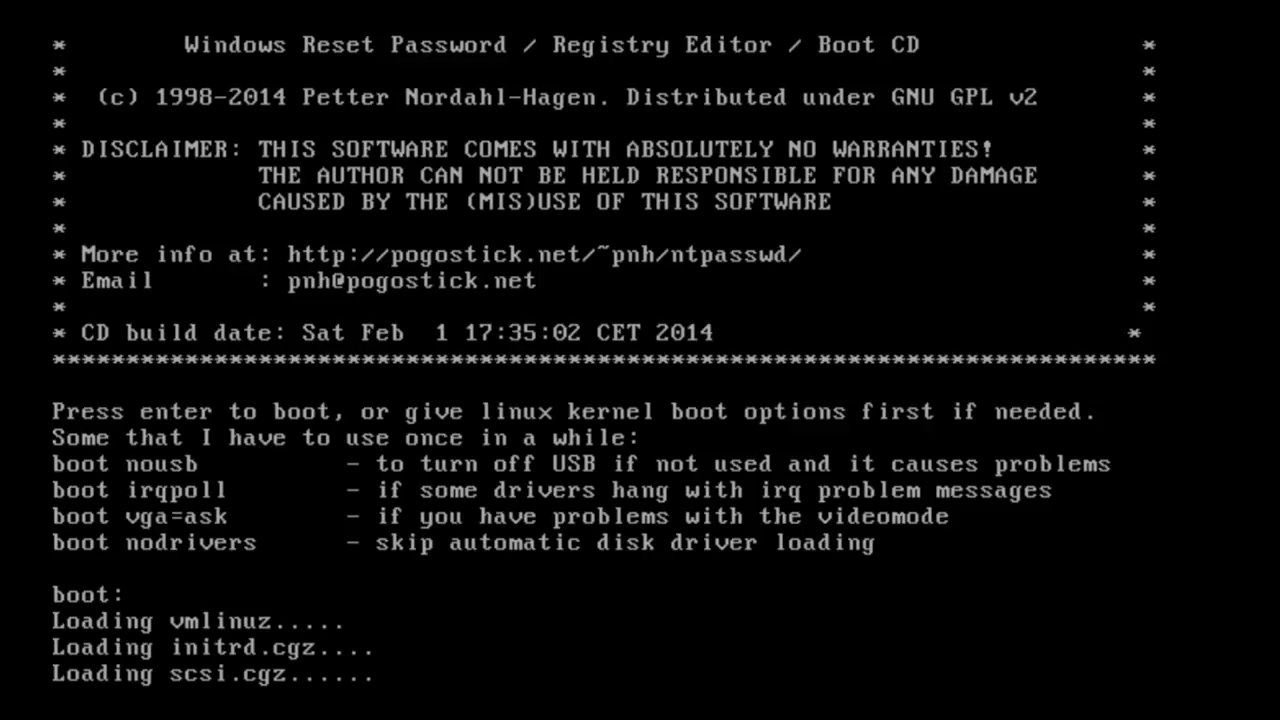 *        Windows Reset Password / Registry Editor / Boot CD        *
*                                                                  *
*  (c) 1998-2014 Petter Nordahl-Hagen. Distributed under GNU GPL v2 *
*                                                                  *
* DISCLAIMER: THIS SOFTWARE COMES WITH ABSOLUTELY NO WARRANTIES!    *
*             THE AUTHOR CAN NOT BE HELD RESPONSIBLE FOR ANY DAMAGE *
*             CAUSED BY THE (MIS)USE OF THIS SOFTWARE               *
*                                                                  *
* More info at: http://pogostick.net/~pnh/ntpasswd/                 *
* Email       : pnh@pogostick.net                                   *
*                                                                  *
* CD build date: Sat Feb  1 17:35:02 CET 2014                       *
***************************************************************************
Press enter to boot, or give linux kernel boot options first if needed.
Some that I have to use once in a while:
boot nousb          - to turn off USB if not used and it causes problems
boot irqpoll        - if some drivers hang with irq problem messages
boot vga=ask        - if you have problems with the videomode
boot nodrivers      - skip automatic disk driver loading
boot:
Loading vmlinuz.....
Loading initrd.cgz....
Loading scsi.cgz......